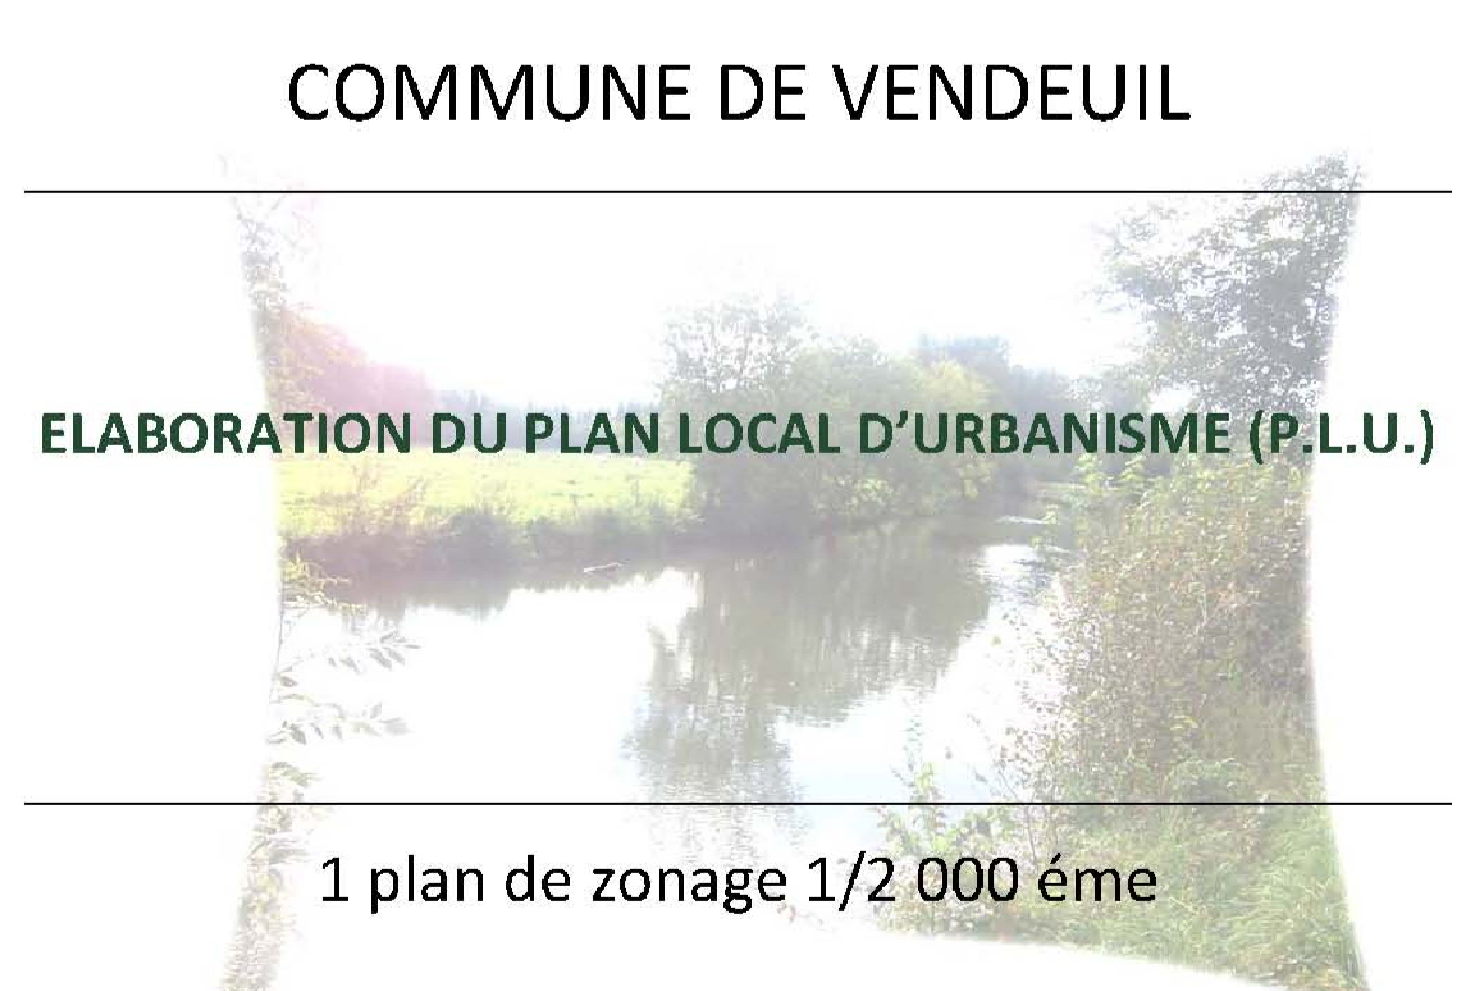 COMMUNE DE VENDEUIL
ELABORATION DU PLAN LOCAL D’URBANISME (P.L.U.)
1 plan de zonage 1/2 000 éme